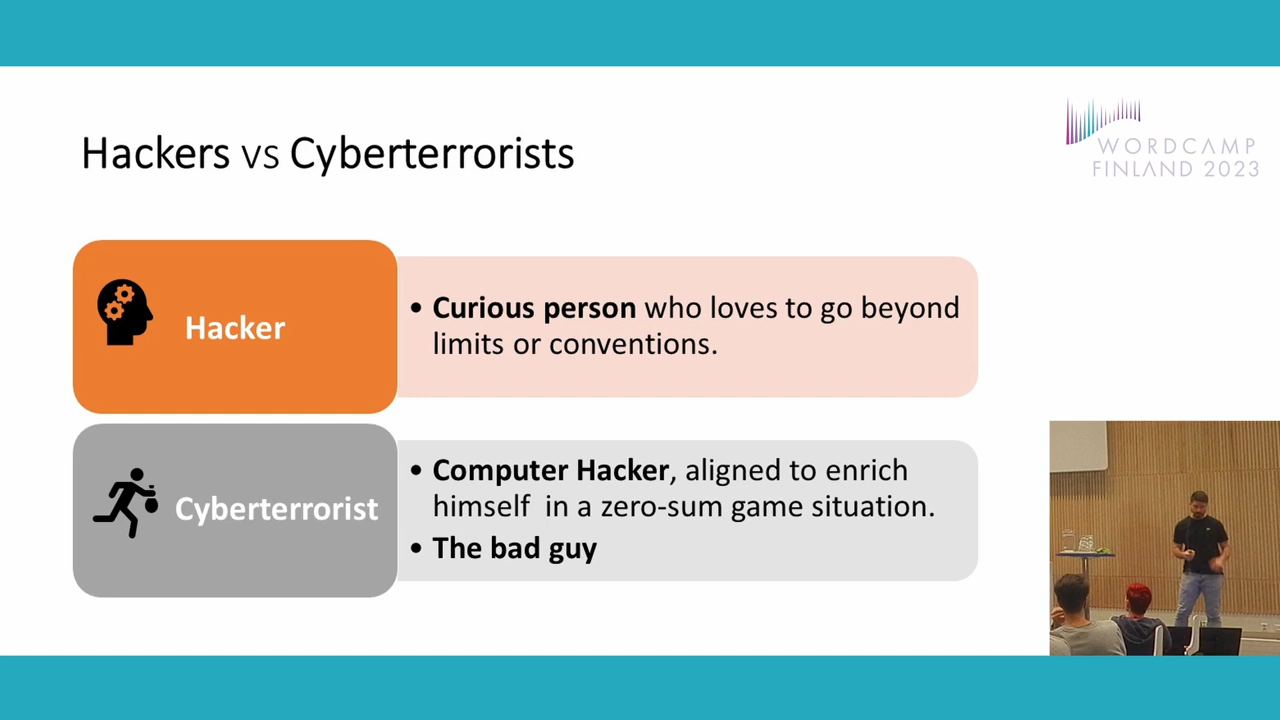 Hackers vs Cyberterrorists
WORDCAMP
FINLAND 2023
Hacker
• Curious person who loves to go beyond
limits or conventions.
Cyberterrorist
• Computer Hacker, aligned to enrich
himself in a zero-sum game situation.
• The bad guy